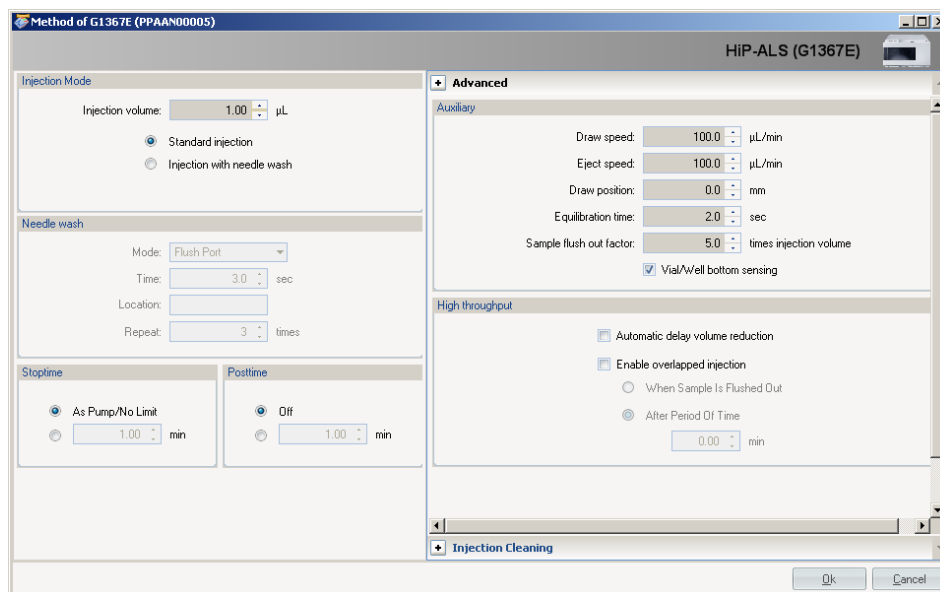 Method of G1367E (PPAAN00005)
HiP-ALS (G1367E)
Injection Mode
Injection volume: 1.00 µL
Standard injection
Injection with needle wash
Needle wash
Mode: Flush Port
Time: 3.0 sec
Location:
Repeat: 3 times
Stoptime
As Pump/No Limit
1.00 min
Posttime
Off
1.00 min
+ Advanced
Auxiliary
Draw speed: 100.0 µL/min
Eject speed: 100.0 µL/min
Draw position: 0.0 mm
Equilibration time: 2.0 sec
Sample flush out factor: 5.0 times injection volume
Vial/Well bottom sensing
High throughput
Automatic delay volume reduction
Enable overlapped injection
When Sample Is Flushed Out
After Period Of Time
0.00 min
+ Injection Cleaning
Ok
Cancel